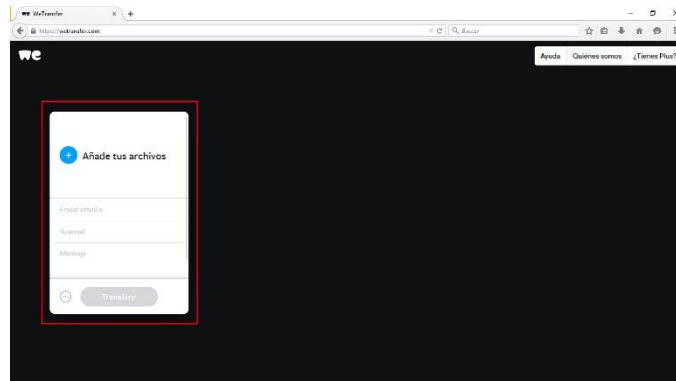 WeTransfer
https://wetransfer.com
Buscar
we
Ayuda Quiénes somos ¿Tienes Plus?
Añade tus archivos
Enviar email a
Tu email
Mensaje
Transfiere